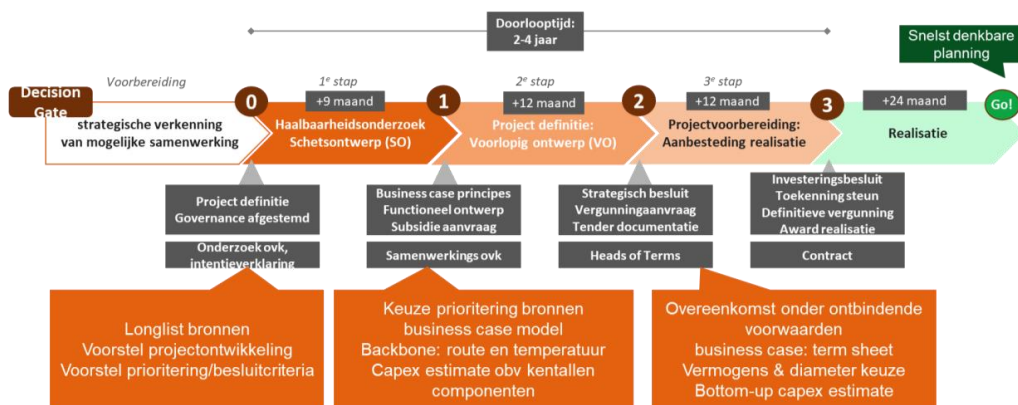 Doorlooptijd:
2-4 jaar
Snelst denkbare
planning
Voorbereiding
1e stap
2e stap
3e stap
Decision
Gate
0
+9 maand
1
+12 maand
2
+12 maand
3
+24 maand
Go!
strategische verkenning
van mogelijke samenwerking
Haalbaarheidsonderzoek
Schetsontwerp (SO)
Project definitie:
Voorlopig ontwerp (VO)
Projectvoorbereiding:
Aanbesteding realisatie
Realisatie
Project definitie
Governance afgestemd
Business case principes
Functioneel ontwerp
Subsidie aanvraag
Strategisch besluit
Vergunningaanvraag
Tender documentatie
Investeringsbesluit
Toekenning steun
Definitieve vergunning
Award realisatie
Onderzoek ovk,
intentieverklaring
Samenwerkings ovk
Heads of Terms
Contract
Longlist bronnen
Voorstel projectontwikkeling
Voorstel prioritering/besluitcriteria
Keuze prioritering bronnen
business case model
Backbone: route en temperatuur
Capex estimate obv kentallen
componenten
Overeenkomst onder ontbindende
voorwaarden
business case: term sheet
Vermogens & diameter keuze
Bottom-up capex estimate